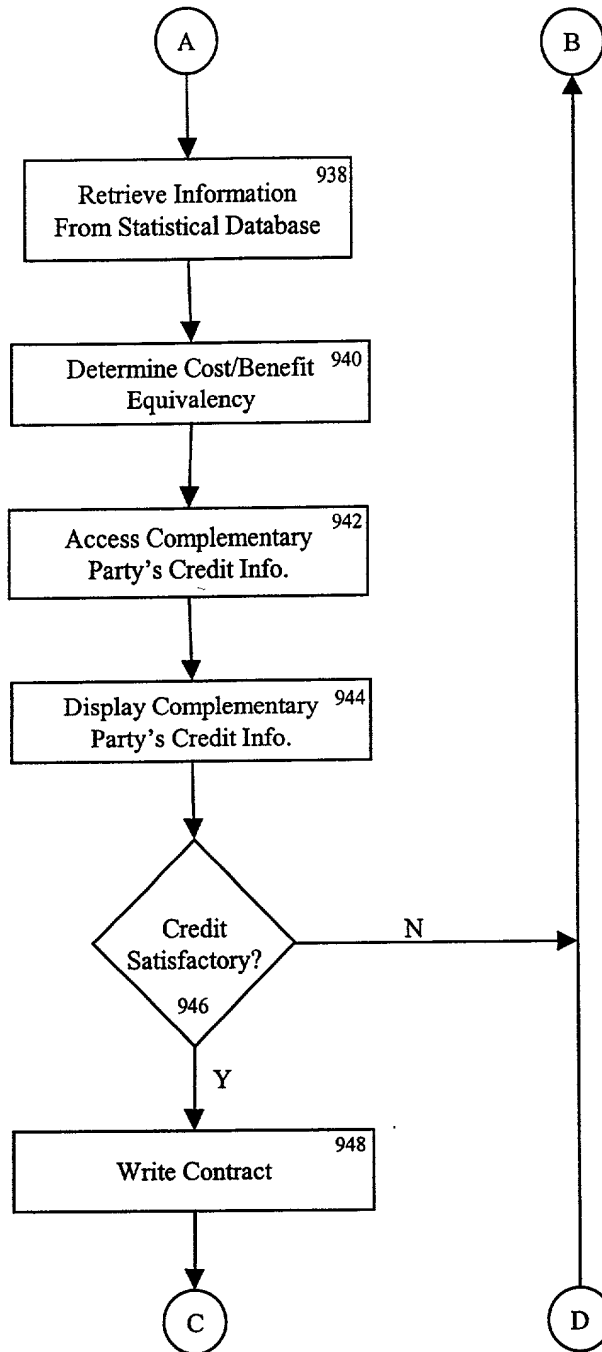 A
B
938
Retrieve Information
From Statistical Database
940
Determine Cost/Benefit
Equivalency
942
Access Complementary
Party's Credit Info.
944
Display Complementary
Party's Credit Info.
Credit
Satisfactory?
946
N
Y
948
Write Contract
C
D